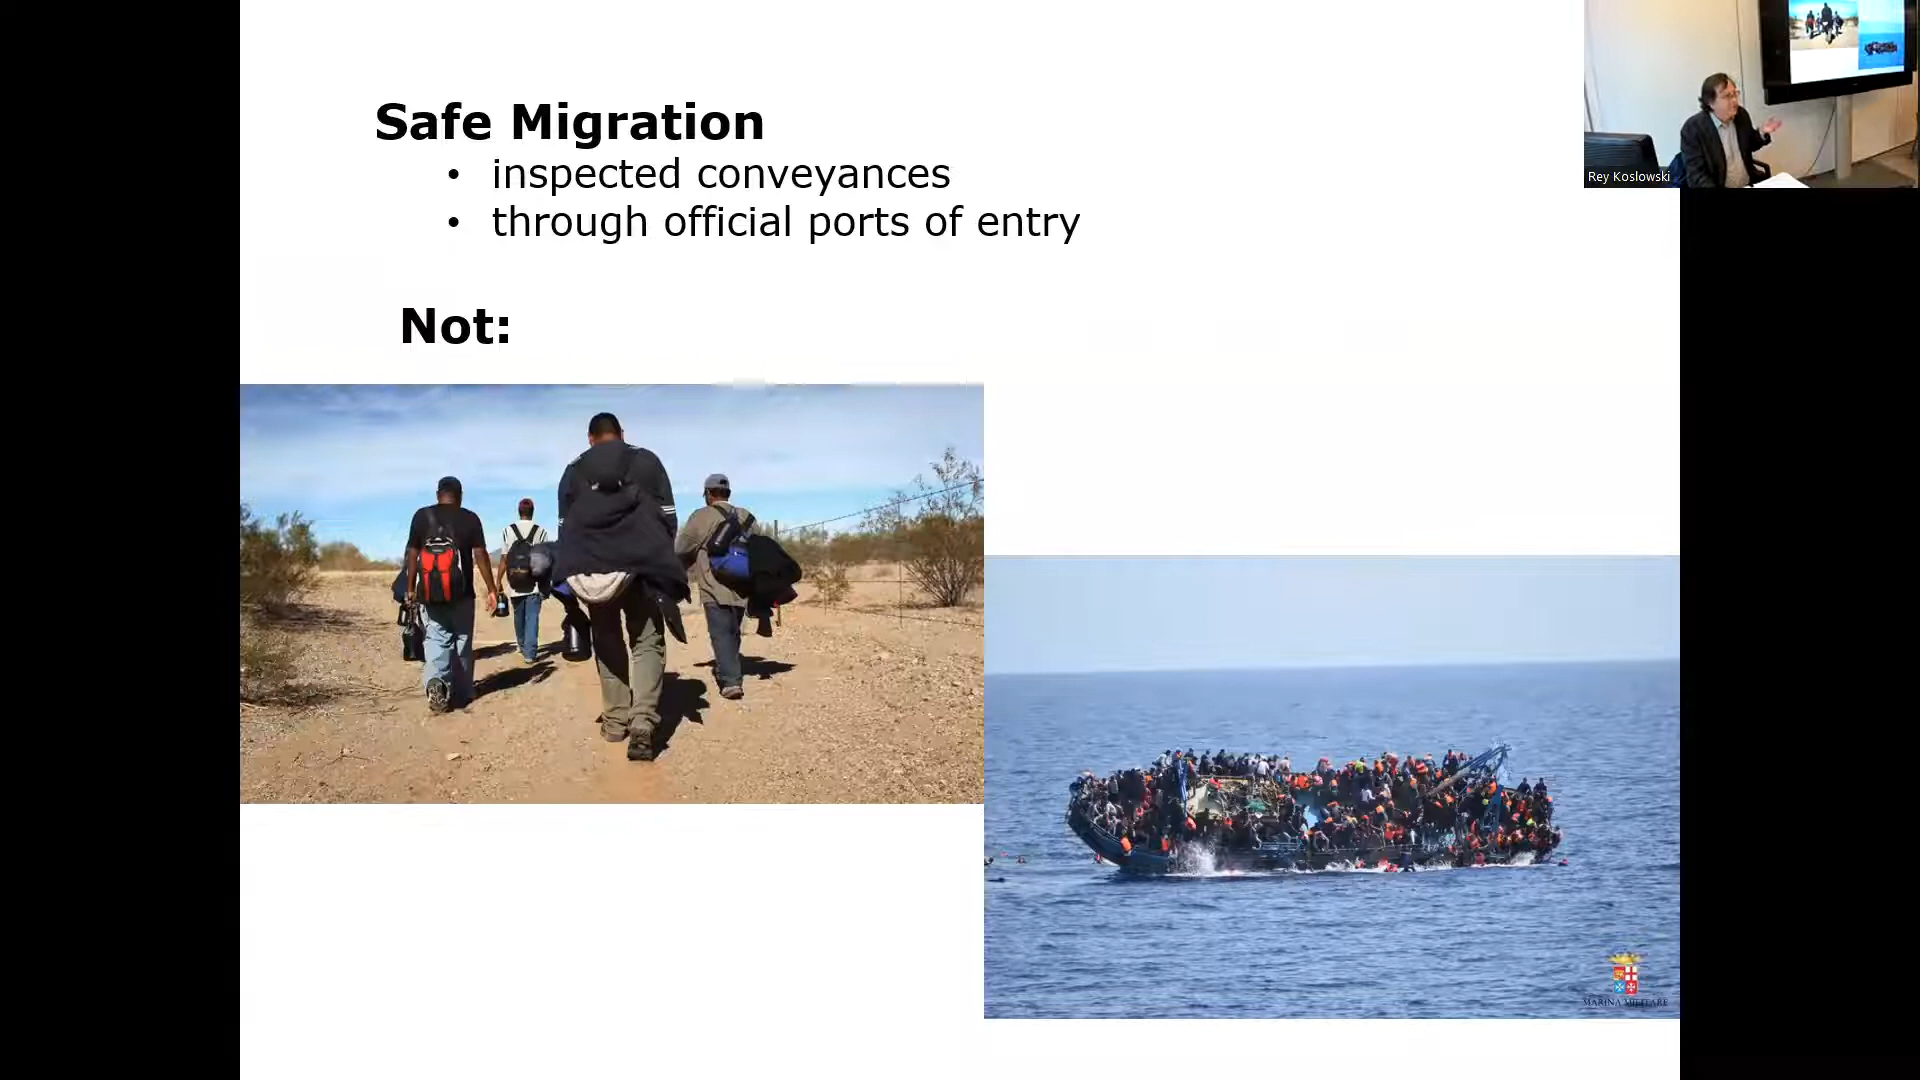 Safe Migration
• inspected conveyances
• through official ports of entry
Not:
Rey Koslowski
MARINA MILITARE